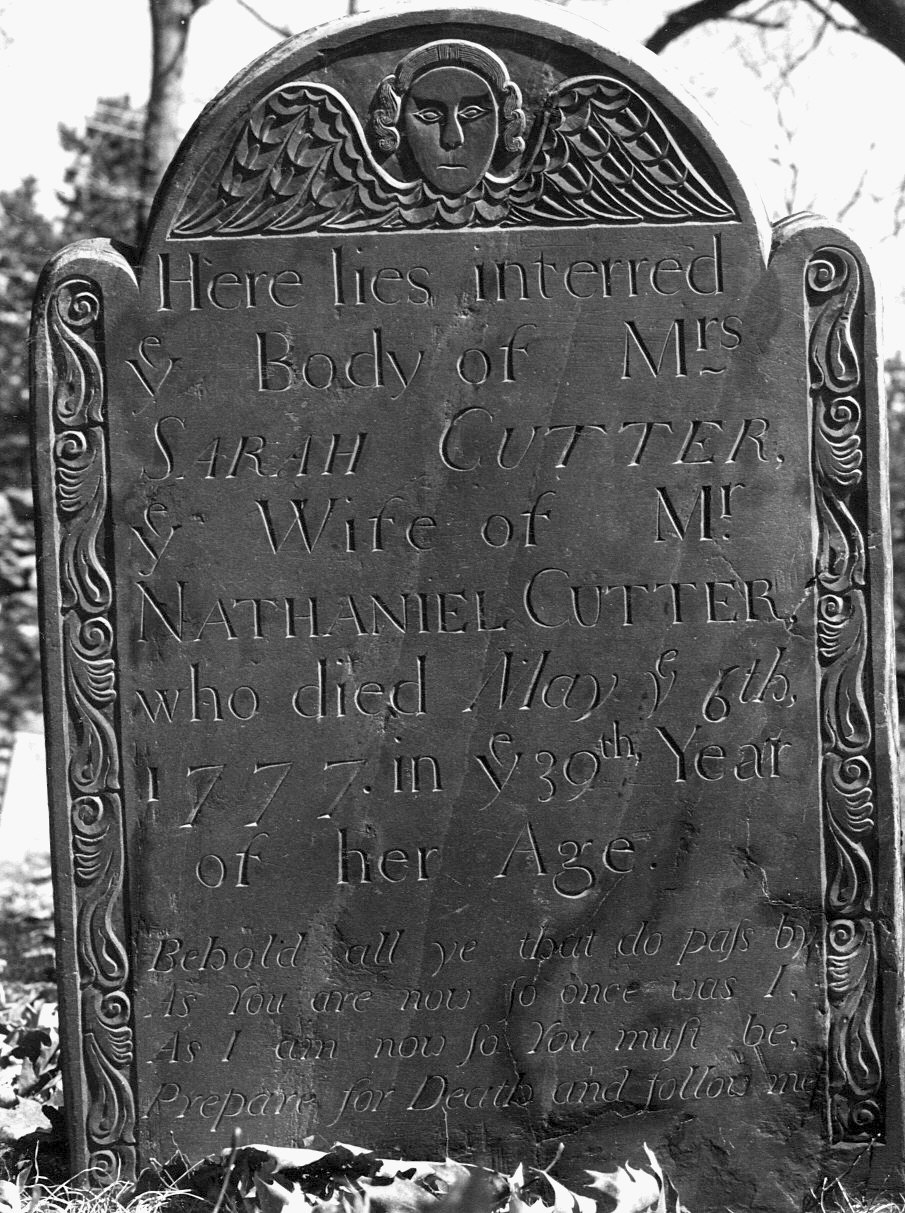 Here lies interred
yᵉ Body of Mʳˢ
SARAH CUTTER,
yᵉ Wife of Mʳ.
NATHANIEL CUTTER,
who died May yᵉ 6th,
1777. in yᵉ 39ᵗʰ, Year
of her Age.
Behold all ye that do paſs by,
As You are now ſo once was I,
As I am now ſo You muſt be,
Prepare for Death and follow me